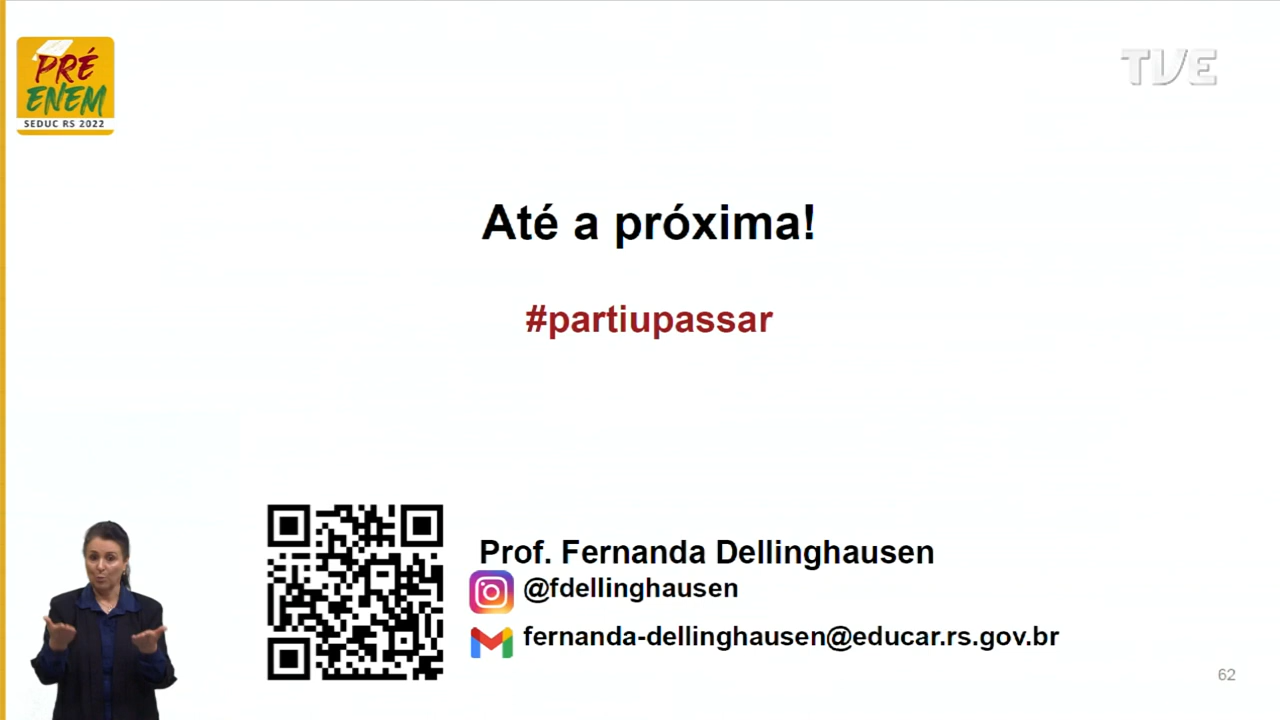 PRÉ
ENEM
SEDUC RS 2022
TVE
Até a próxima!
#partiupassar
Prof. Fernanda Dellinghausen
@fdellinghausen
fernanda-dellinghausen@educar.rs.gov.br
62